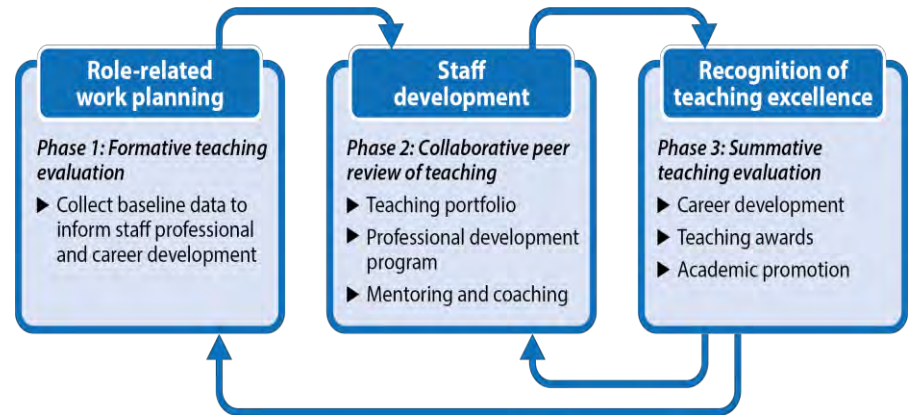 Role-related
work planning
Phase 1: Formative teaching
evaluation
▶ Collect baseline data to
inform staff professional
and career development
Staff
development
Phase 2: Collaborative peer
review of teaching
▶ Teaching portfolio
▶ Professional development
program
▶ Mentoring and coaching
Recognition of
teaching excellence
Phase 3: Summative
teaching evaluation
▶ Career development
▶ Teaching awards
▶ Academic promotion